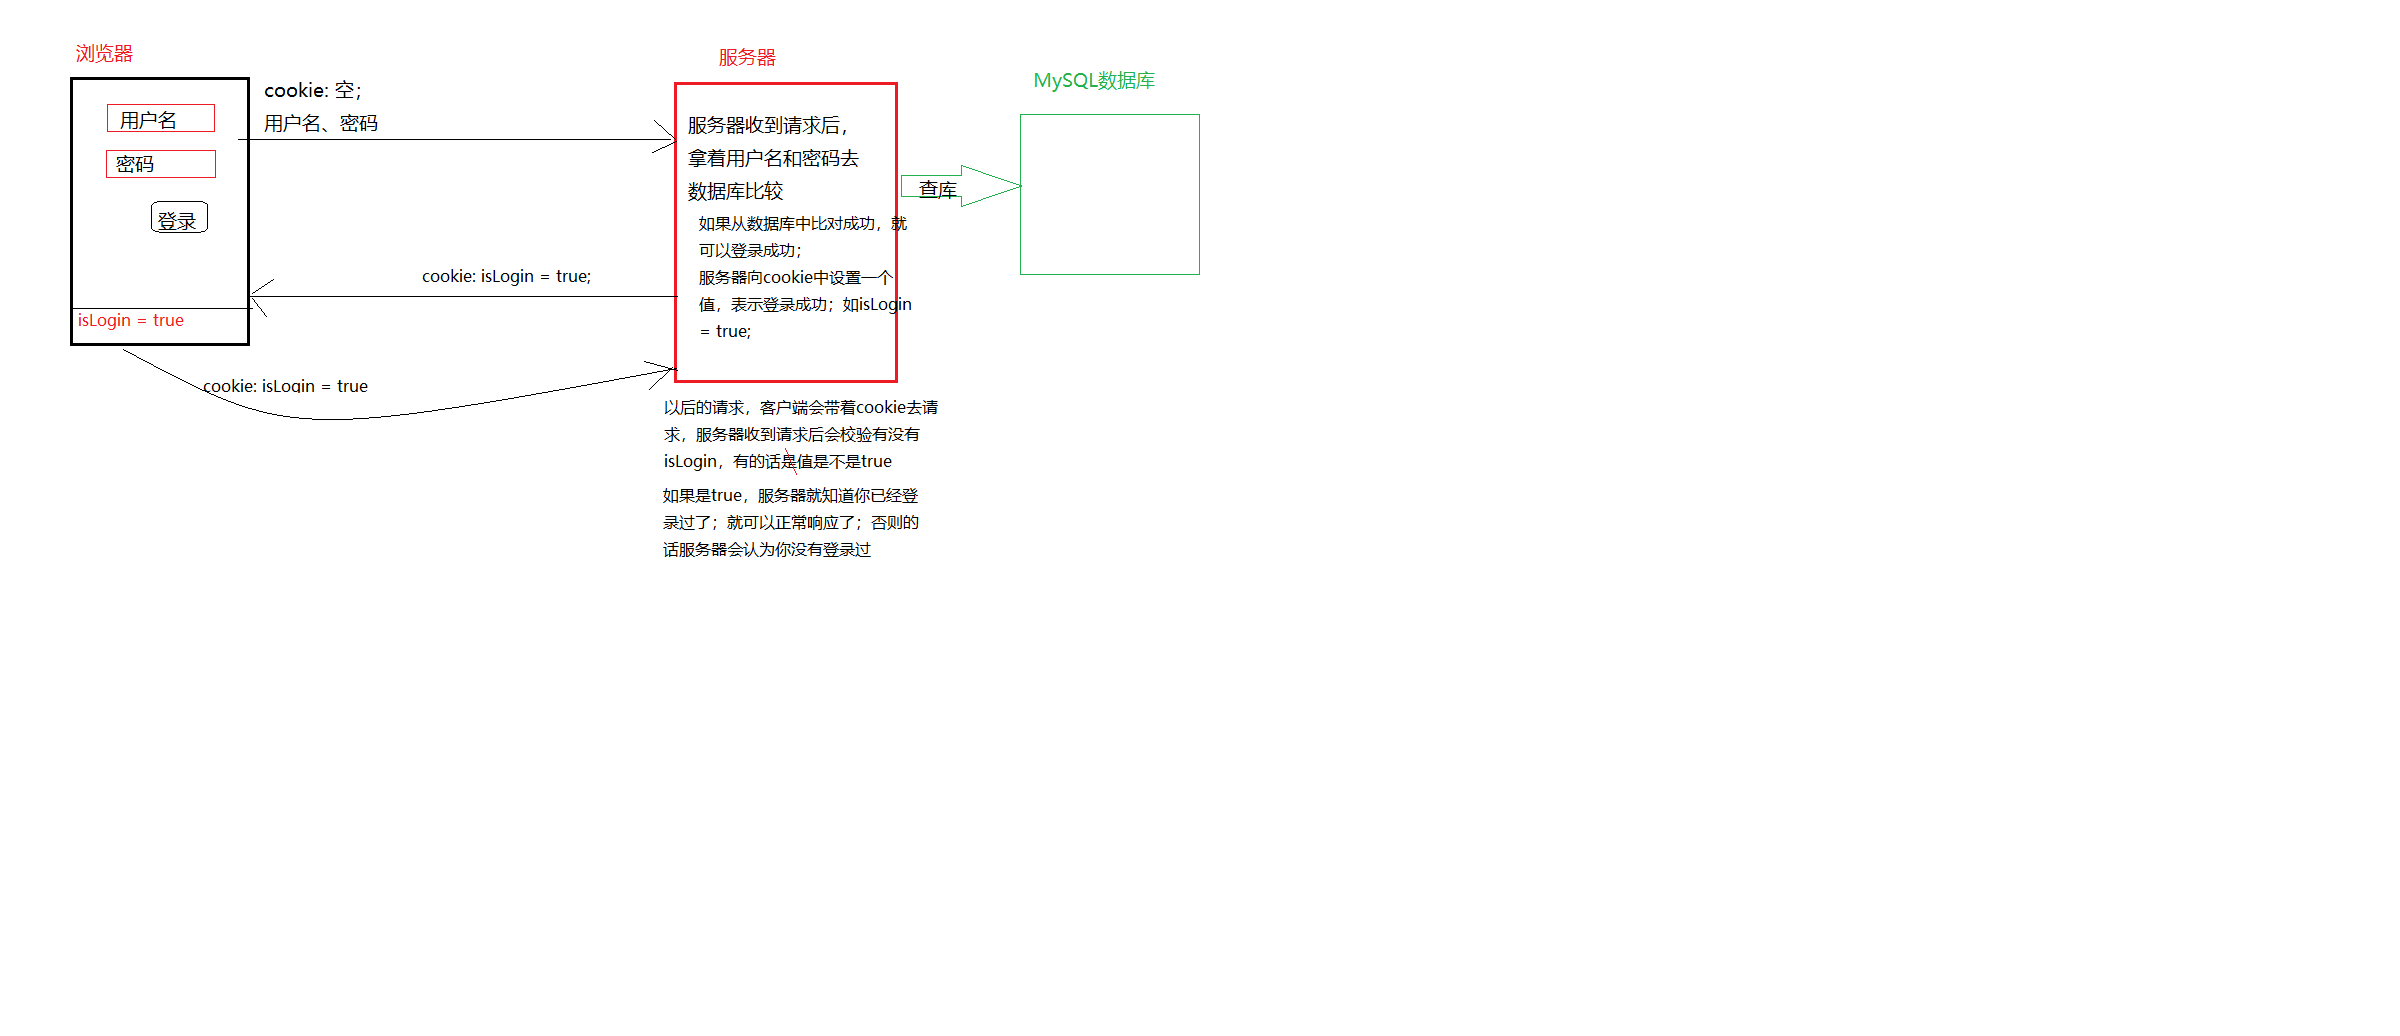 浏览器
用户名
密码
登录
isLogin = true
cookie: 空;
用户名、密码
cookie: isLogin = true;
cookie: isLogin = true
服务器
服务器收到请求后，
拿着用户名和密码去
数据库比较
如果从数据库中比对成功，就
可以登录成功；
服务器向cookie中设置一个
值，表示登录成功；如isLogin
= true;
以后的请求，客户端会带着cookie去请
求，服务器收到请求后会校验有没有
isLogin，有的话是值是不是true
如果是true，服务器就知道你已经登
录过了；就可以正常响应了；否则的
话服务器会认为你没有登录过
查库
MySQL数据库